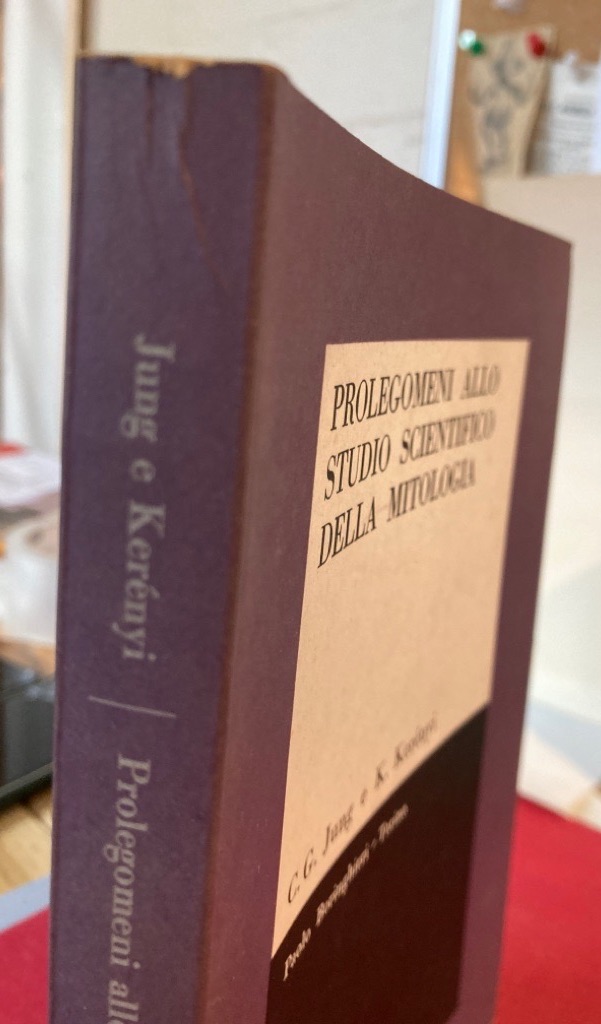 Jung e Kerényi | Prolegomeni allo
PROLEGOMENI ALLO
STUDIO SCIENTIFICO
DELLA MITOLOGIA
C. G. Jung e K. Kerényi
Paolo Boringhieri - Torino